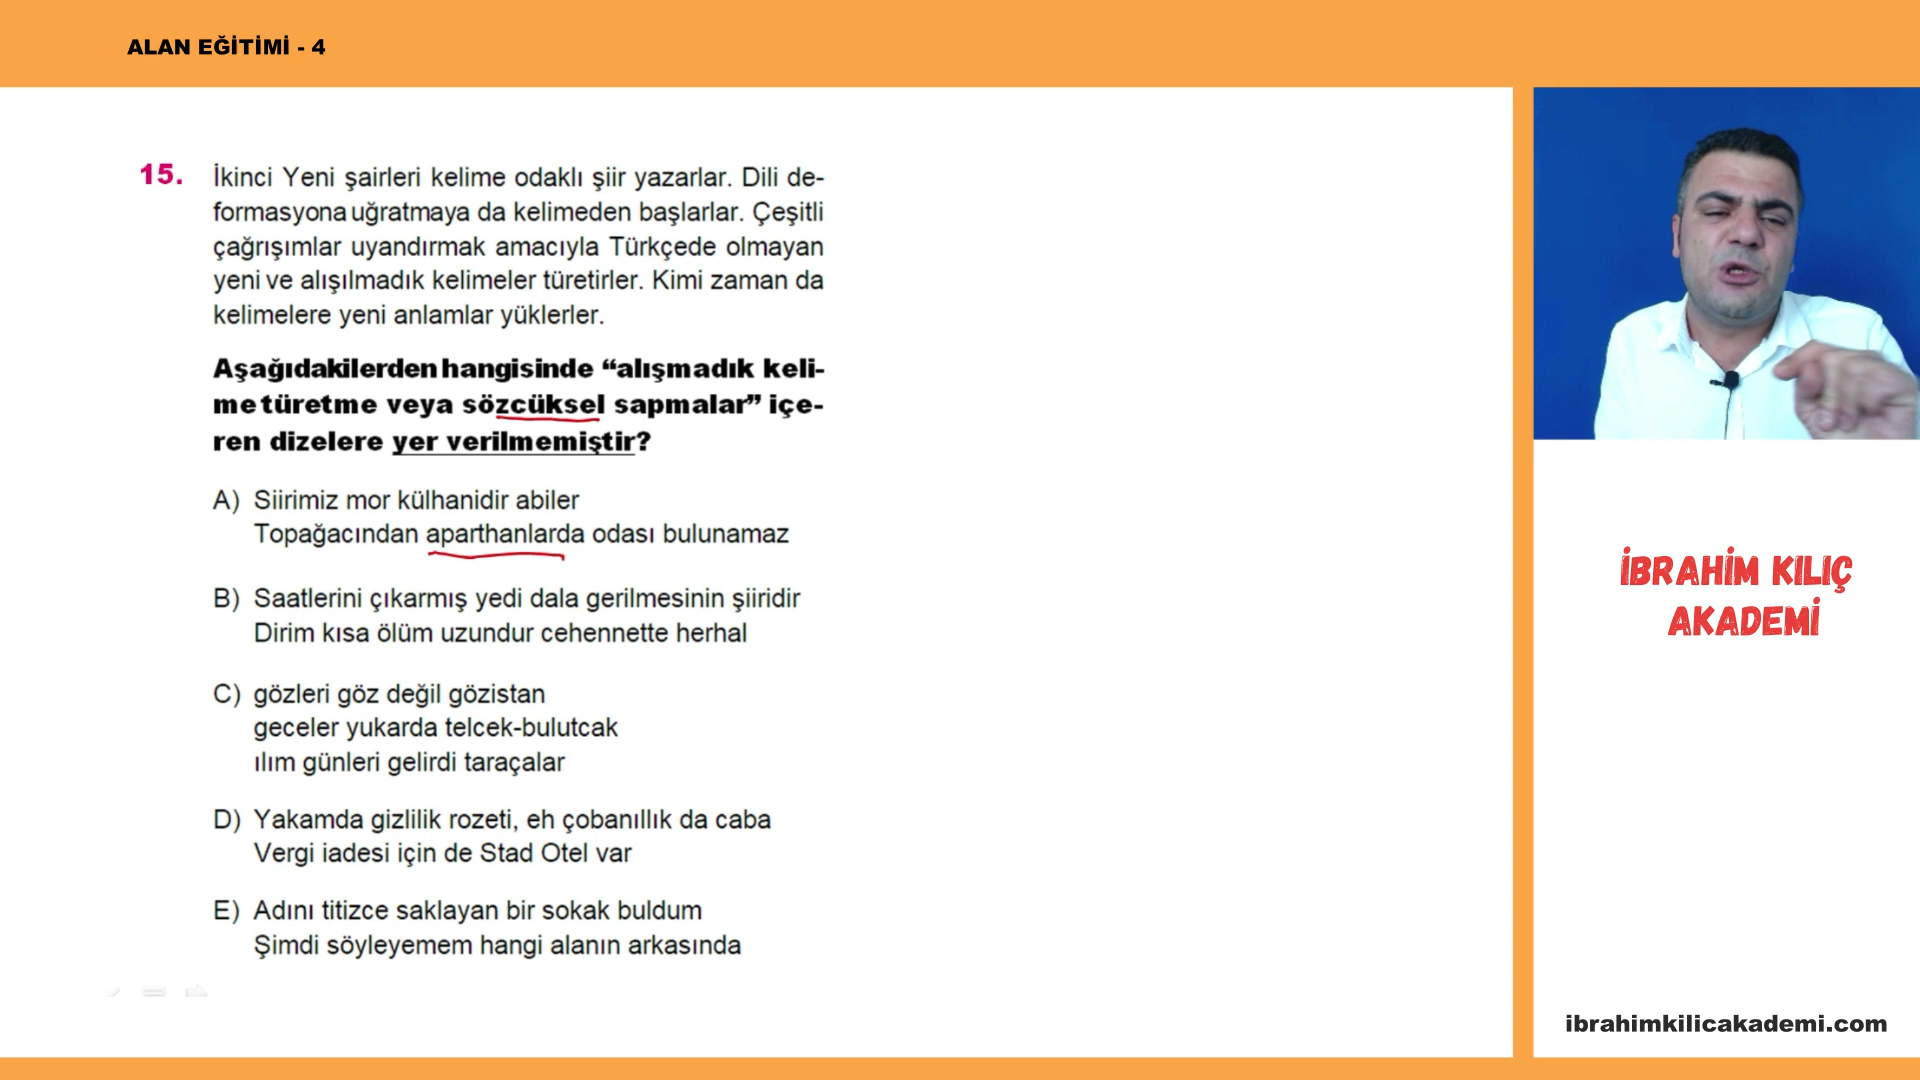 ALAN EĞİTİMİ - 4
15. İkinci Yeni şairleri kelime odaklı şiir yazarlar. Dili de-
formasyona uğratmaya da kelimeden başlarlar. Çeşitli
çağrışımlar uyandırmak amacıyla Türkçede olmayan
yeni ve alışılmadık kelimeler türetirler. Kimi zaman da
kelimelere yeni anlamlar yüklerler.
Aşağıdakilerden hangisinde “alışmadık keli-
me türetme veya sözcüksel sapmalar” içe-
ren dizelere yer verilmemiştir?
A) Siirimiz mor külhanidir abiler
Topağacından aparthanlarda odası bulunamaz
B) Saatlerini çıkarmış yedi dala gerilmesinin şiiridir
Dirim kısa ölüm uzundur cehennette herhal
C) gözleri göz değil gözistan
geceler yukarda telcek-bulutcak
ılım günleri gelirdi taraçalar
D) Yakamda gizlilik rozeti, eh çobanıllık da caba
Vergi iadesi için de Stad Otel var
E) Adını titizce saklayan bir sokak buldum
Şimdi söyleyemem hangi alanın arkasında
İBRAHİM KILIÇ
AKADEMİ
ibrahimkilicakademi.com